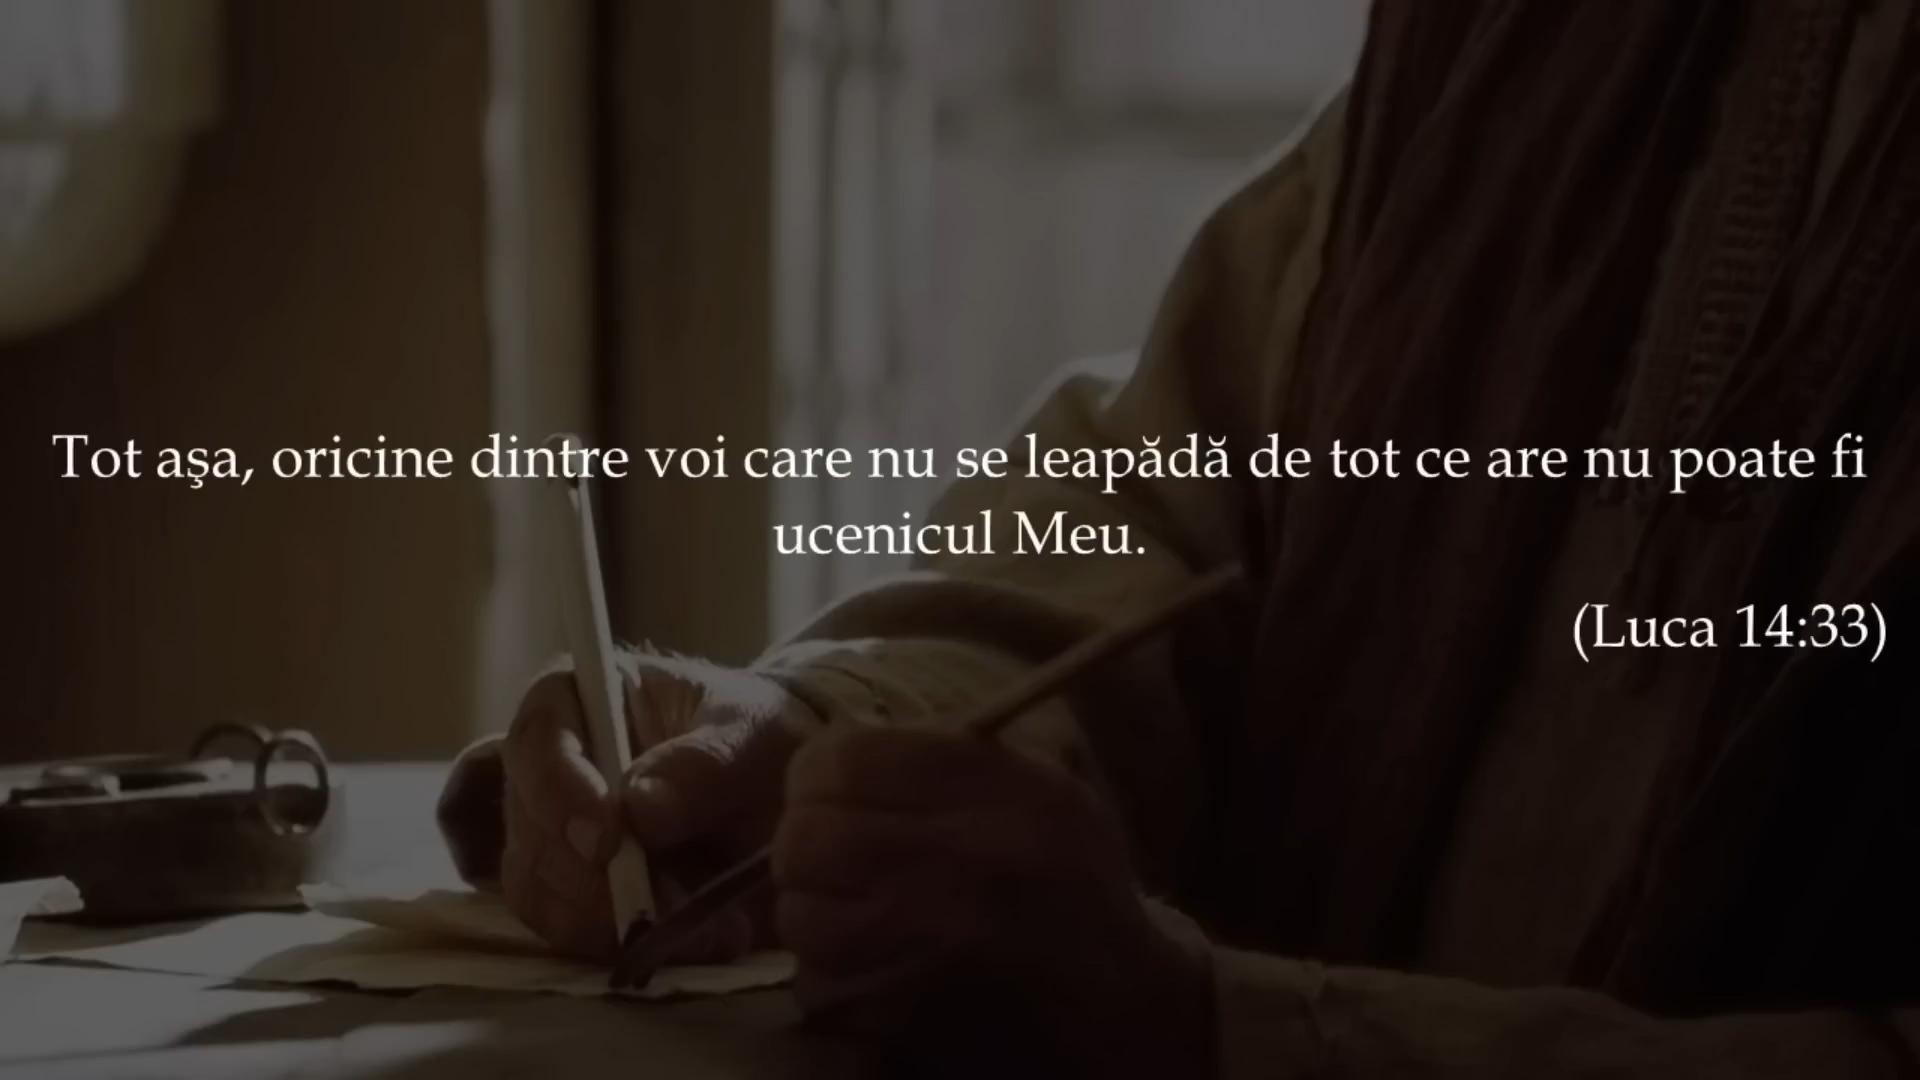 Tot aşa, oricine dintre voi care nu se leapădă de tot ce are nu poate fi
ucenicul Meu.
(Luca 14:33)